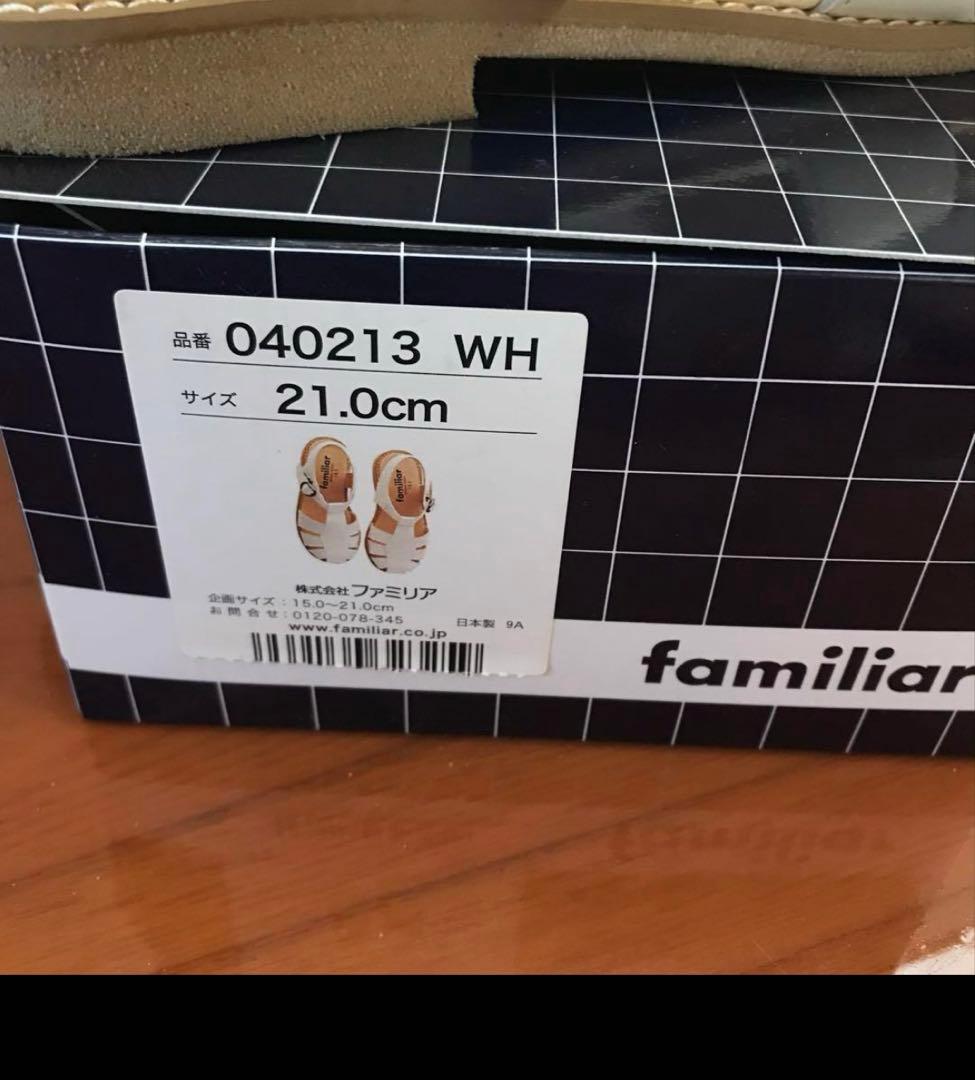 品番 040213 WH
サイズ 21.0cm
familiar
familiar
株式会社ファミリア
企画サイズ：15.0〜21.0cm
お問合せ：0120-078-345
日本製 9A
www.familiar.co.jp
familiar